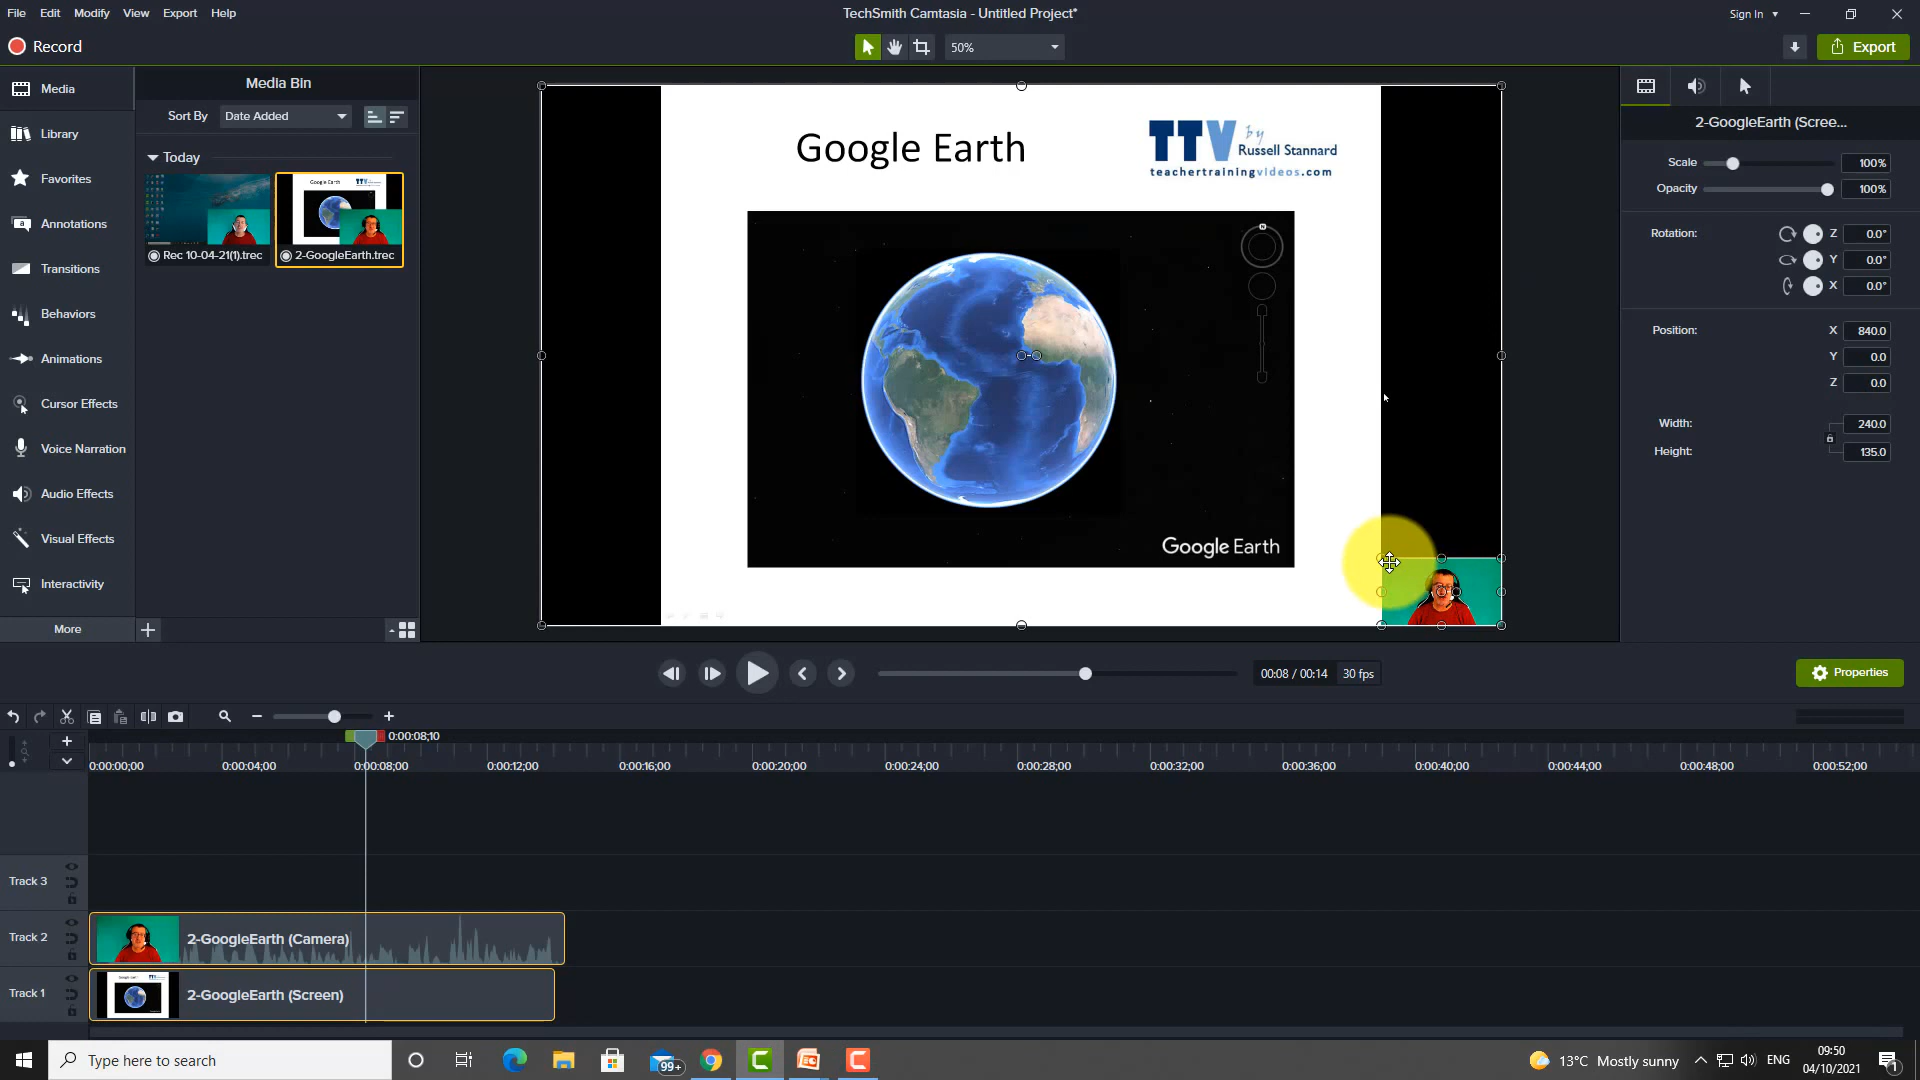 File Edit Modify View Export Help
TechSmith Camtasia - Untitled Project*
Sign In
Record
50%
Export
Media
Library
Favorites
Annotations
Transitions
Behaviors
Animations
Cursor Effects
Voice Narration
Audio Effects
Visual Effects
Interactivity
More
Media Bin
Sort By Date Added
Today
Rec 10-04-21(1).trec
2-GoogleEarth.trec
Google Earth
TTV by
Russell Stannard
teachertrainingvideos.com
Google Earth
2-GoogleEarth (Scree...
Scale 100%
Opacity 100%
Rotation: Z 0.0°
Y 0.0°
X 0.0°
Position: X 840.0
Y 0.0
Z 0.0
Width: 240.0
Height: 135.0
00:08 / 00:14 30 fps
Properties
0:00:08;10
0:00:00;00 0:00:04;00 0:00:08;00 0:00:12;00 0:00:16;00 0:00:20;00 0:00:24;00 0:00:28;00 0:00:32;00 0:00:36;00 0:00:40;00 0:00:44;00 0:00:48;00 0:00:52;00
Track 3
Track 2
2-GoogleEarth (Camera)
Track 1
2-GoogleEarth (Screen)
Type here to search
99+
13°C Mostly sunny
ENG
09:50
04/10/2021
1